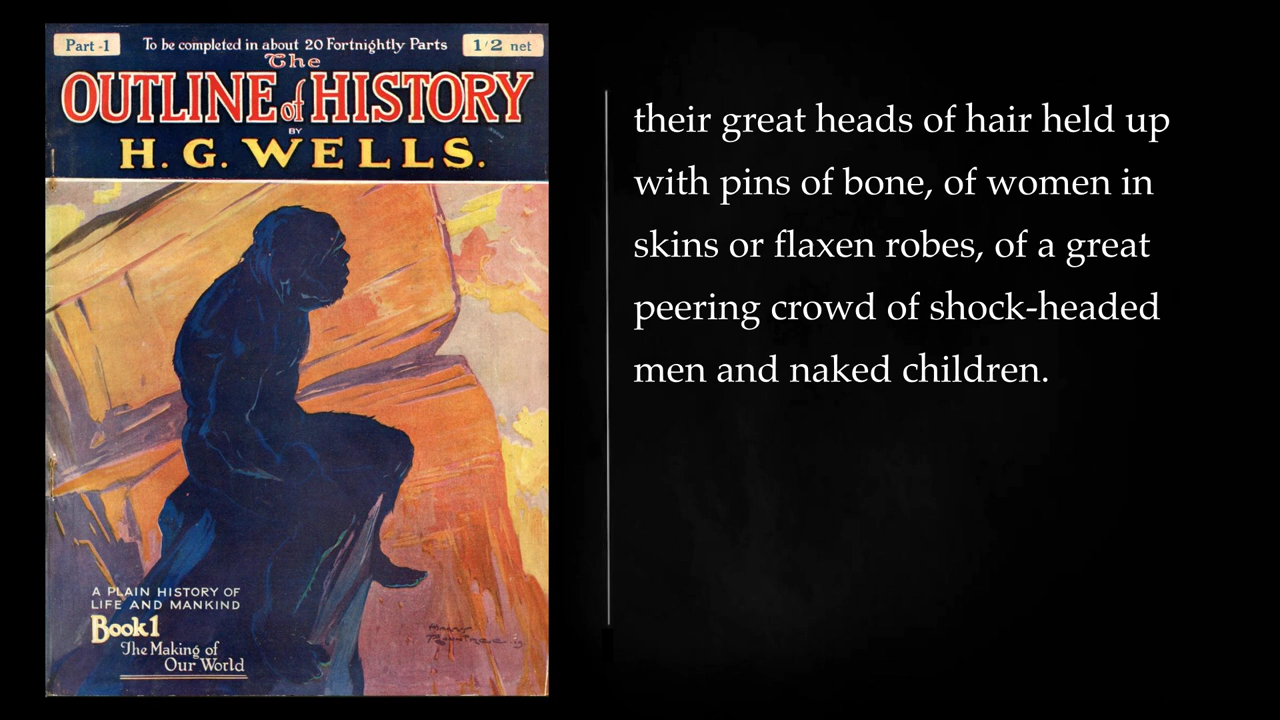 Part -1
To be completed in about 20 Fortnightly Parts
1/2 net
The
OUTLINE of HISTORY
BY
H. G. WELLS.
A PLAIN HISTORY OF
LIFE AND MANKIND
Book 1
The Making of
Our World
their great heads of hair held up
with pins of bone, of women in
skins or flaxen robes, of a great
peering crowd of shock-headed
men and naked children.